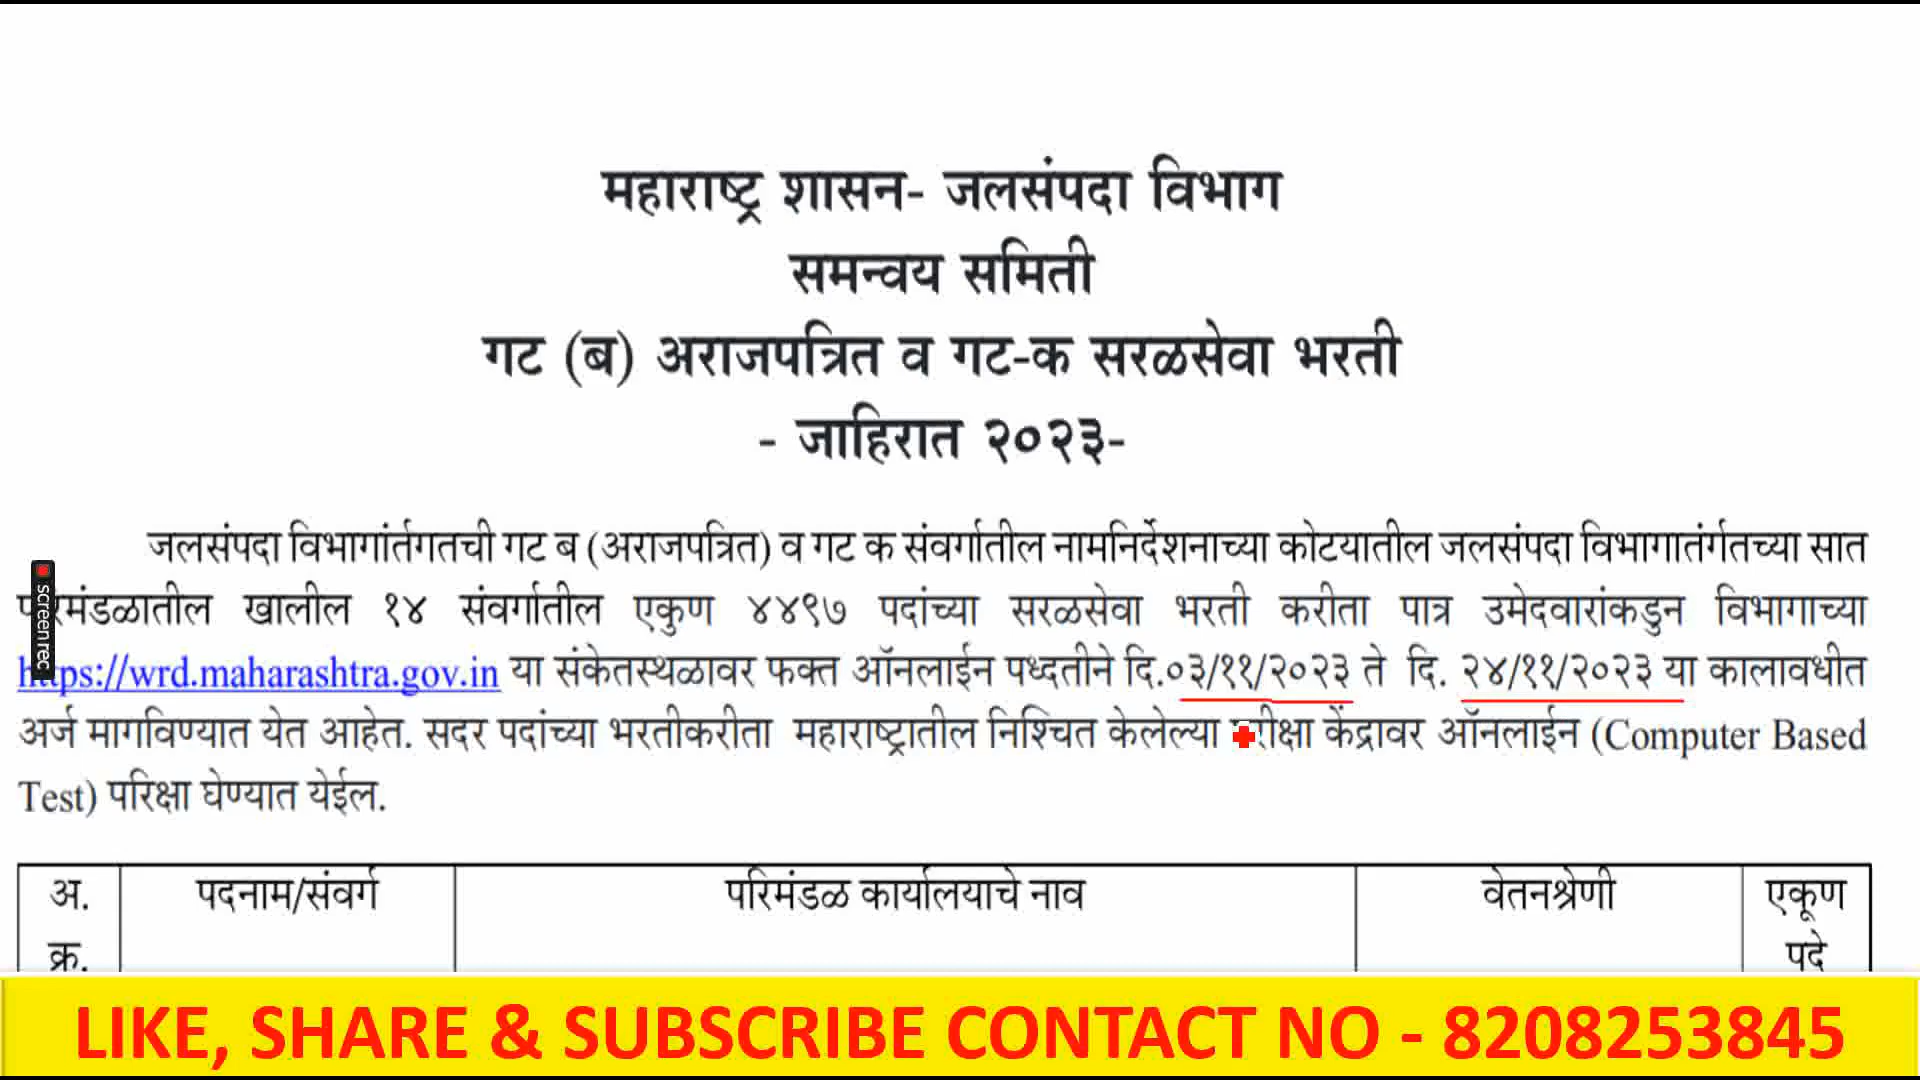 महाराष्ट्र शासन- जलसंपदा विभाग
समन्वय समिती
गट (ब) अराजपत्रित व गट-क सरळसेवा भरती
- जाहिरात २०२३-
जलसंपदा विभागांर्तगतची गट ब (अराजपत्रित) व गट क संवर्गातील नामनिर्देशनाच्या कोटयातील जलसंपदा विभागातंर्गतच्या सात
परिमंडळातील खालील १४ संवर्गातील एकुण ४४९७ पदांच्या सरळसेवा भरती करीता पात्र उमेदवारांकडुन विभागाच्या
https://wrd.maharashtra.gov.in या संकेतस्थळावर फक्त ऑनलाईन पध्दतीने दि.०३/११/२०२३ ते दि. २४/११/२०२३ या कालावधीत
अर्ज मागविण्यात येत आहेत. सदर पदांच्या भरतीकरीता महाराष्ट्रातील निश्चित केलेल्या परीक्षा केंद्रावर ऑनलाईन (Computer Based
Test) परिक्षा घेण्यात येईल.
अ. पदनाम/संवर्ग परिमंडळ कार्यालयाचे नाव वेतनश्रेणी एकूण
क्र. पदे
screenrec
LIKE, SHARE & SUBSCRIBE CONTACT NO - 8208253845